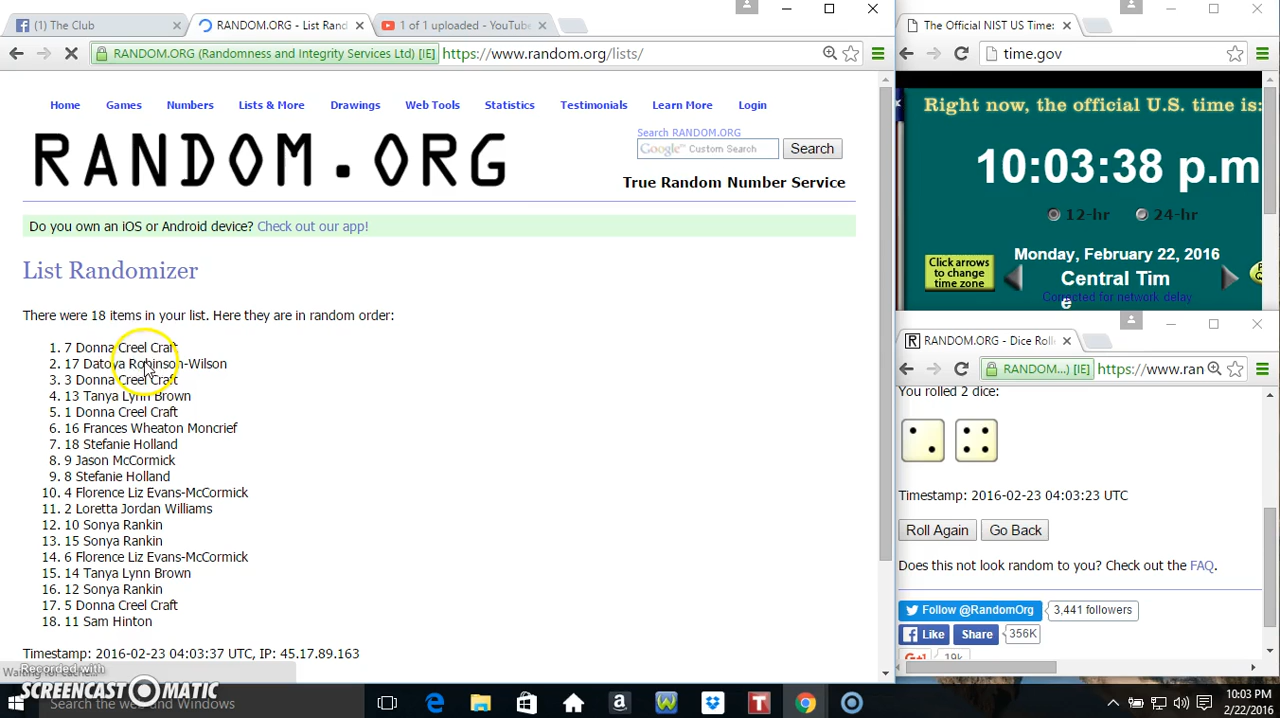 (1) The Club
RANDOM.ORG - List Rand
1 of 1 uploaded - YouTube
RANDOM.ORG (Randomness and Integrity Services Ltd) [IE]
https://www.random.org/lists/
Home Games Numbers Lists & More Drawings Web Tools Statistics Testimonials Learn More Login
RANDOM.ORG
Search RANDOM.ORG
Google™ Custom Search
Search
True Random Number Service
Do you own an iOS or Android device? Check out our app!
List Randomizer
There were 18 items in your list. Here they are in random order:
1. 7 Donna Creel Craft
2. 17 Datoya Robinson-Wilson
3. 3 Donna Creel Craft
4. 13 Tanya Lynn Brown
5. 1 Donna Creel Craft
6. 16 Frances Wheaton Moncrief
7. 18 Stefanie Holland
8. 9 Jason McCormick
9. 8 Stefanie Holland
10. 4 Florence Liz Evans-McCormick
11. 2 Loretta Jordan Williams
12. 10 Sonya Rankin
13. 15 Sonya Rankin
14. 6 Florence Liz Evans-McCormick
15. 14 Tanya Lynn Brown
16. 12 Sonya Rankin
17. 5 Donna Creel Craft
18. 11 Sam Hinton
Timestamp: 2016-02-23 04:03:37 UTC, IP: 45.17.89.163
Waiting for cache...
Recorded with
SCREENCAST-O-MATIC
Search the web and Windows
The Official NIST US Time:
time.gov
Right now, the official U.S. time is:
10:03:38 p.m
12-hr 24-hr
Click arrows
to change
time zone
Monday, February 22, 2016
Central Tim
e
Corrected for network delay
RANDOM.ORG - Dice Rolle
RANDOM...) [IE]
https://www.ran
You rolled 2 dice:
Timestamp: 2016-02-23 04:03:23 UTC
Roll Again
Go Back
Does this not look random to you? Check out the FAQ.
Follow @RandomOrg
3,441 followers
Like
Share
356K
G+1
19k
10:03 PM
2/22/2016